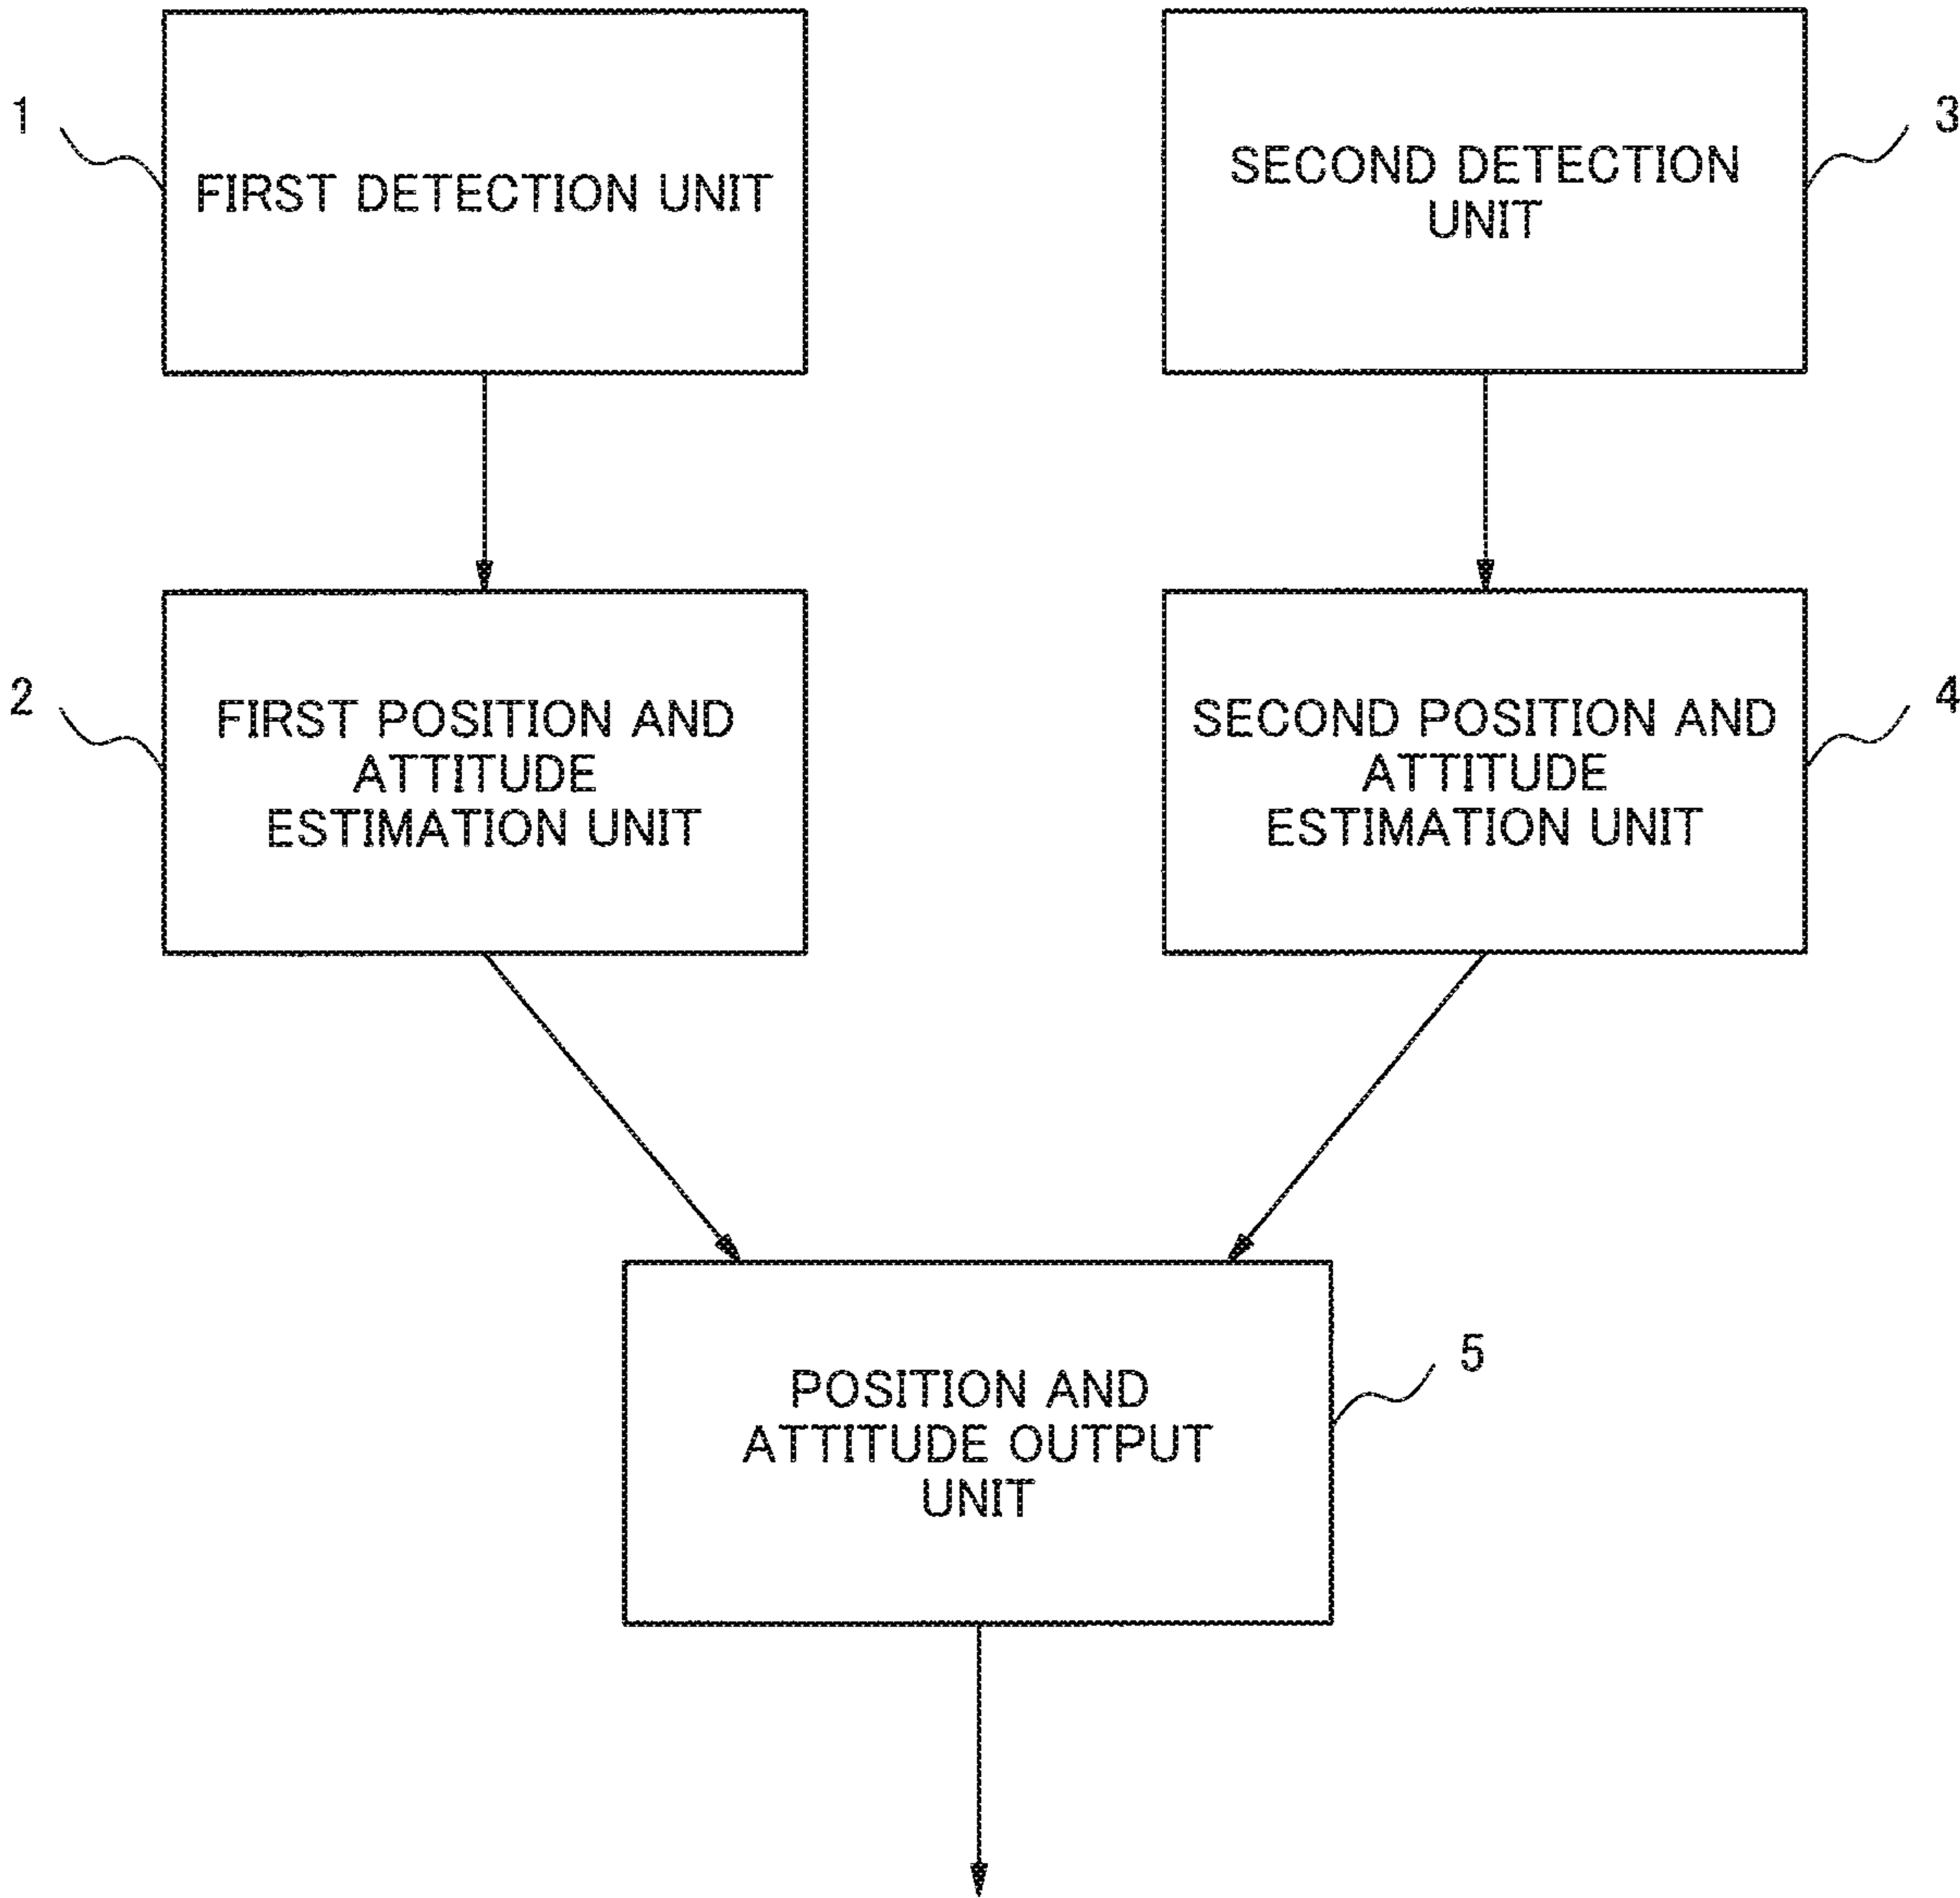 1
FIRST DETECTION UNIT
3
SECOND DETECTION
UNIT
2
FIRST POSITION AND
ATTITUDE
ESTIMATION UNIT
4
SECOND POSITION AND
ATTITUDE
ESTIMATION UNIT
5
POSITION AND
ATTITUDE OUTPUT
UNIT